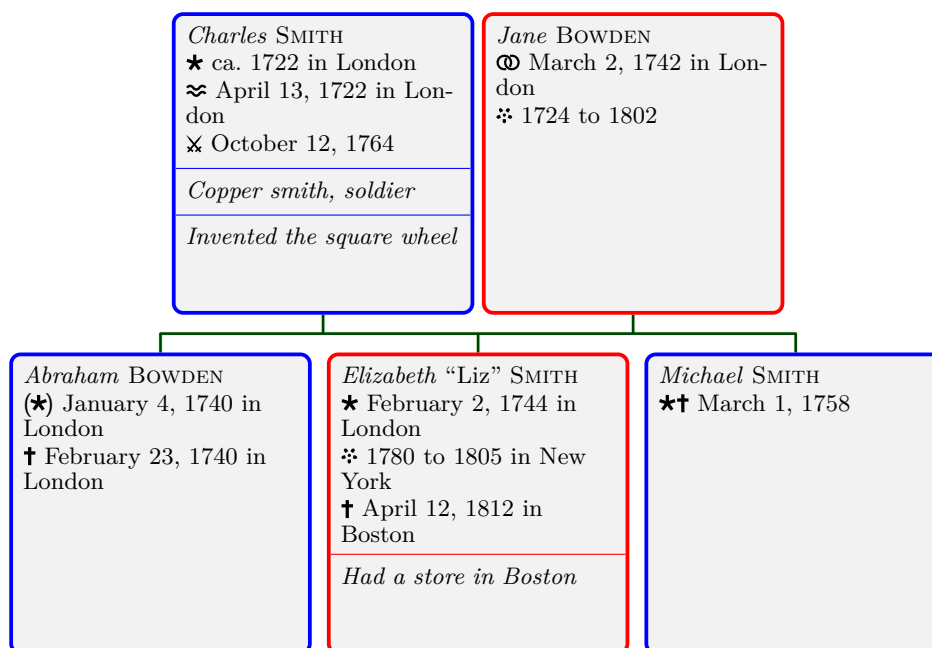 Charles SMITH
★ ca. 1722 in London
≈ April 13, 1722 in Lon-
don
⚔ October 12, 1764
Copper smith, soldier
Invented the square wheel
Jane BOWDEN
⚭ March 2, 1742 in Lon-
don
፨ 1724 to 1802
Abraham BOWDEN
(★) January 4, 1740 in
London
✝ February 23, 1740 in
London
Elizabeth “Liz” SMITH
★ February 2, 1744 in
London
፨ 1780 to 1805 in New
York
✝ April 12, 1812 in
Boston
Had a store in Boston
Michael SMITH
★✝ March 1, 1758